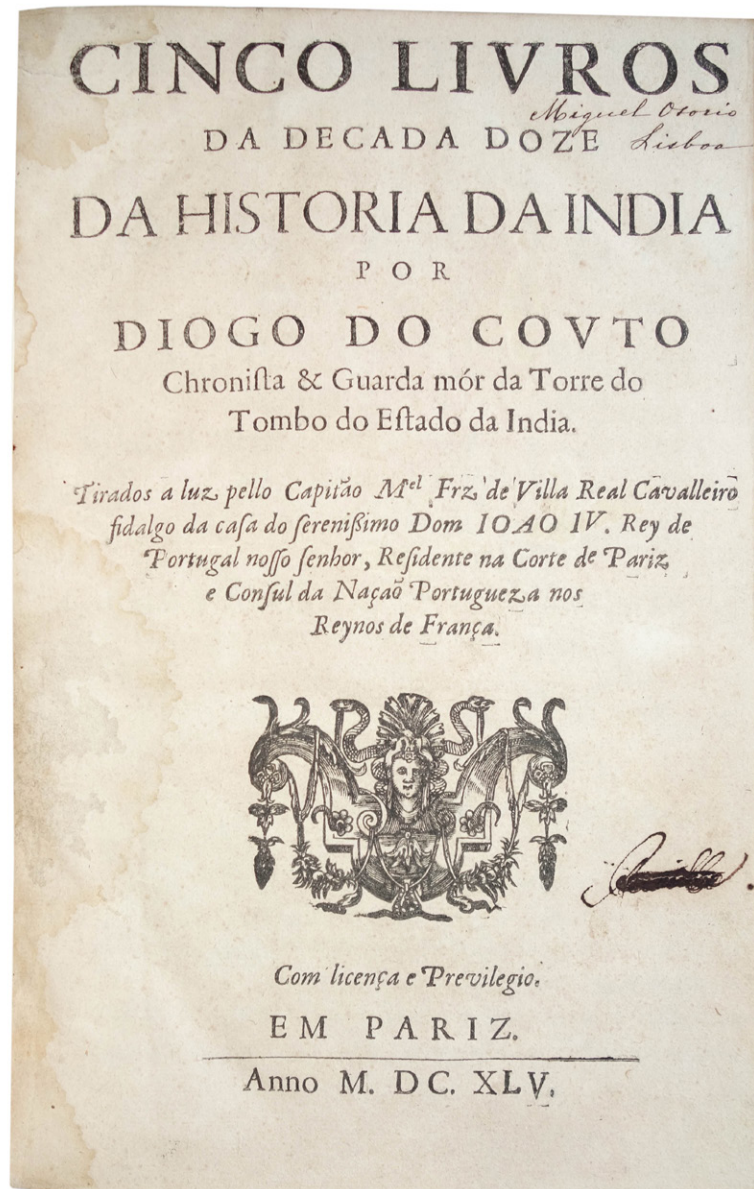 CINCO LIVROS
Miguel Osorio
DA DECADA DOZE
Lisboa
DA HISTORIA DA INDIA
POR
DIOGO DO COVTO
Chroniſta & Guarda mór da Torre do
Tombo do Eſtado da India.
Tirados a luz pello Capitão Mel Frz de Villa Real Cavalleiro
fidalgo da caſa do ſereniſſimo Dom IOAO IV. Rey de
Portugal noſſo ſenhor, Reſidente na Corte de Pariz
e Conſul da Naçaõ Portugueza nos
Reynos de França.
Com licença e Previlegio.
EM PARIZ.
Anno M. DC. XLV.